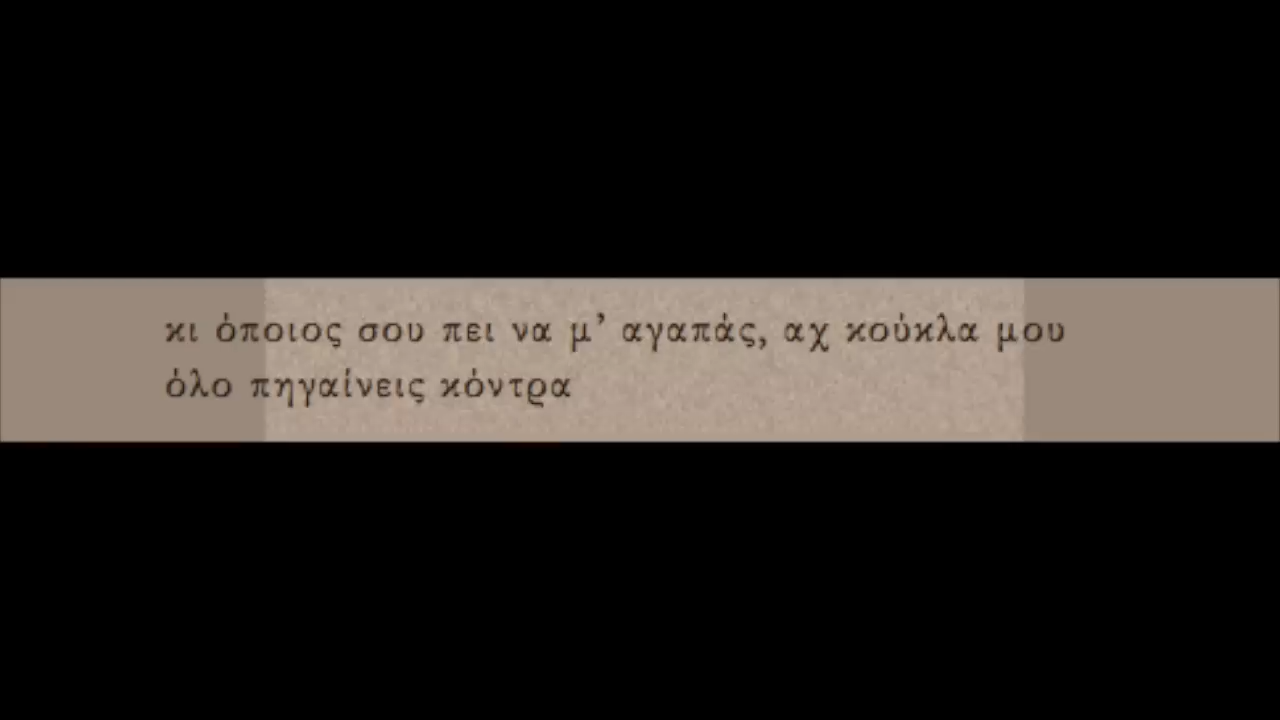 κι όποιος σου πει να μ’ αγαπάς, αχ κούκλα μου
όλο πηγαίνεις κόντρα